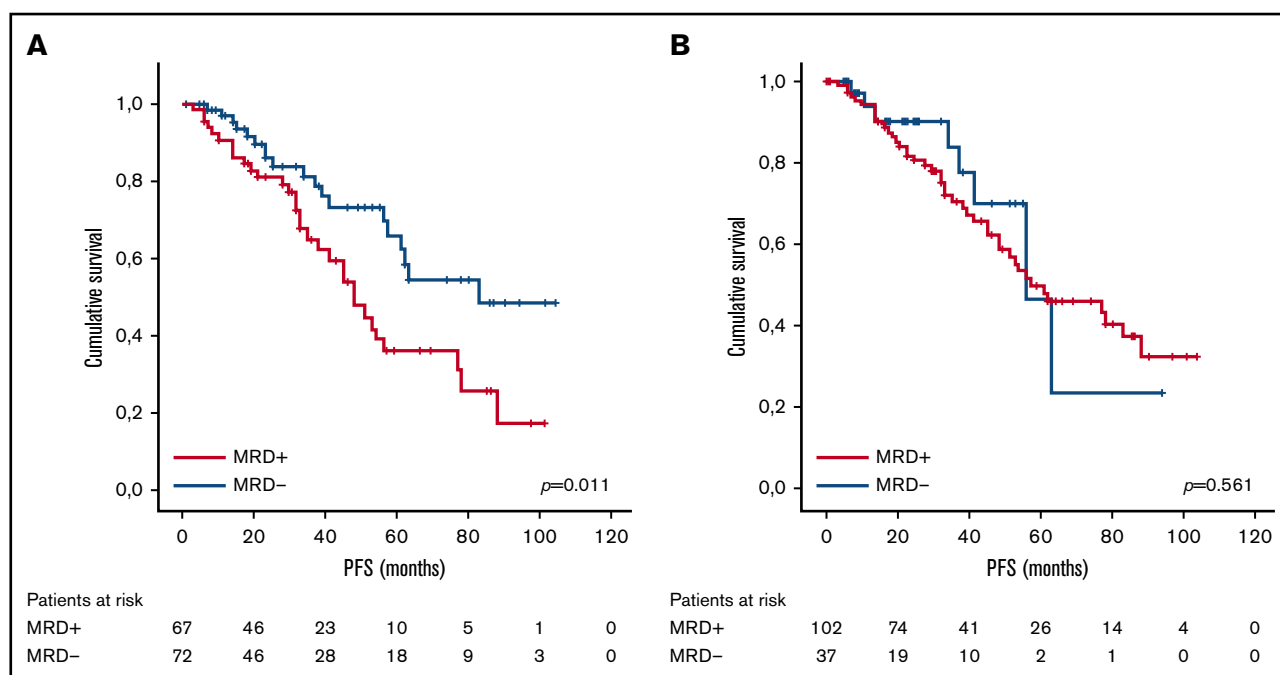 A
1,0
0,8
0,6
0,4
0,2
0,0
Cumulative survival
MRD+
MRD−
p=0.011
0 20 40 60 80 100 120
PFS (months)
Patients at risk
MRD+ 67 46 23 10 5 1 0
MRD− 72 46 28 18 9 3 0
B
1,0
0,8
0,6
0,4
0,2
0,0
Cumulative survival
MRD+
MRD−
p=0.561
0 20 40 60 80 100 120
PFS (months)
Patients at risk
MRD+ 102 74 41 26 14 4 0
MRD− 37 19 10 2 1 0 0